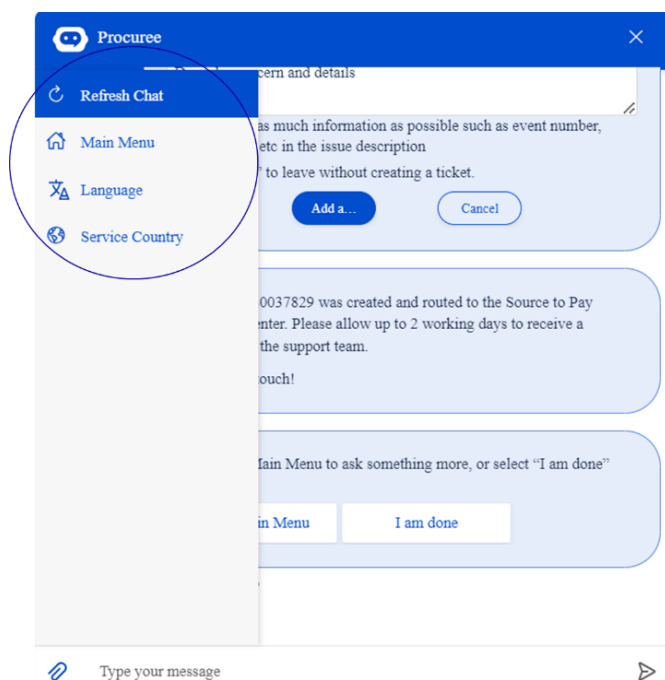 Procuree
Refresh Chat
Main Menu
Language
Service Country
cern and details
as much information as possible such as event number,
etc in the issue description
to leave without creating a ticket.
Add a...
Cancel
0037829 was created and routed to the Source to Pay
enter. Please allow up to 2 working days to receive a
the support team.
ouch!
Main Menu to ask something more, or select “I am done”
in Menu
I am done
Type your message